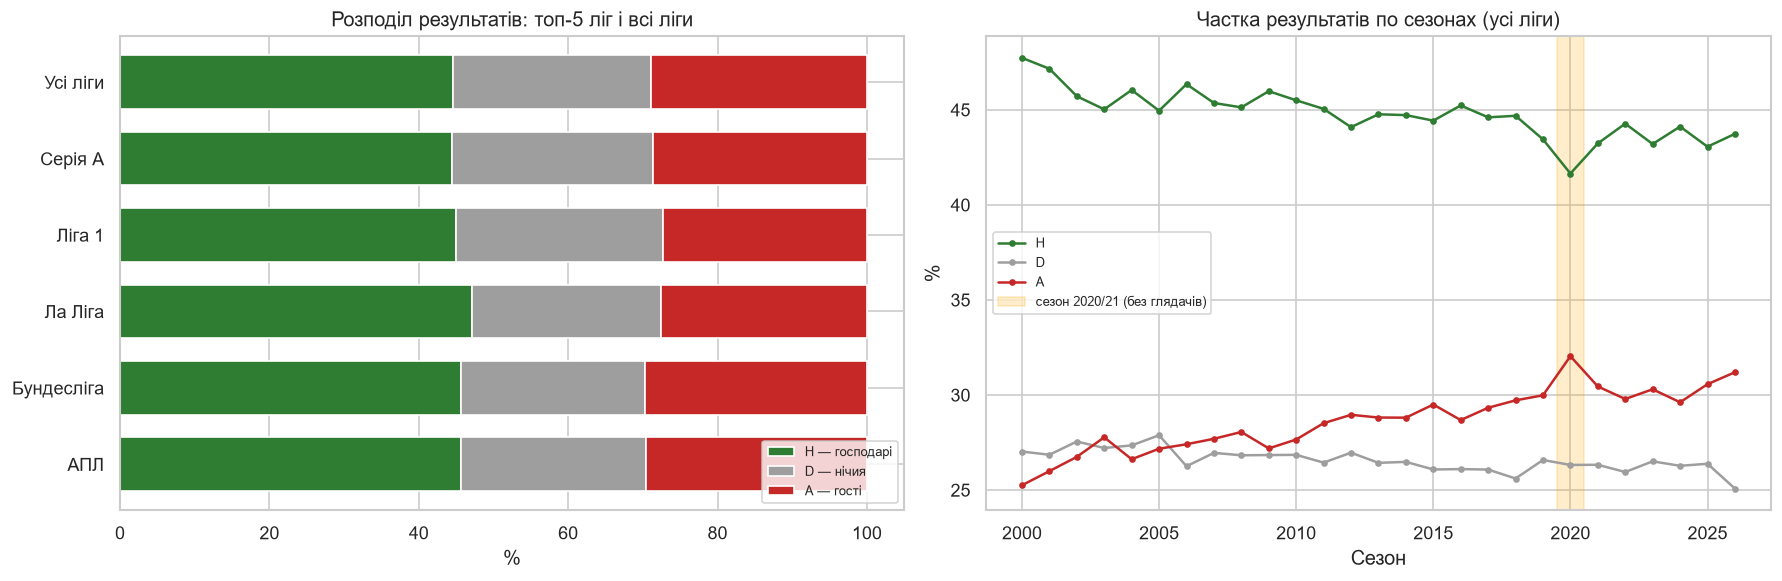 Розподіл результатів: топ-5 ліг і всі ліги
Усі ліги
Серія А
Ліга 1
Ла Ліга
Бундесліга
АПЛ
H — господарі
D — нічия
A — гості
0 20 40 60 80 100
%
Частка результатів по сезонах (усі ліги)
%
45
40
35
30
25
H
D
A
сезон 2020/21 (без глядачів)
2000 2005 2010 2015 2020 2025
Сезон